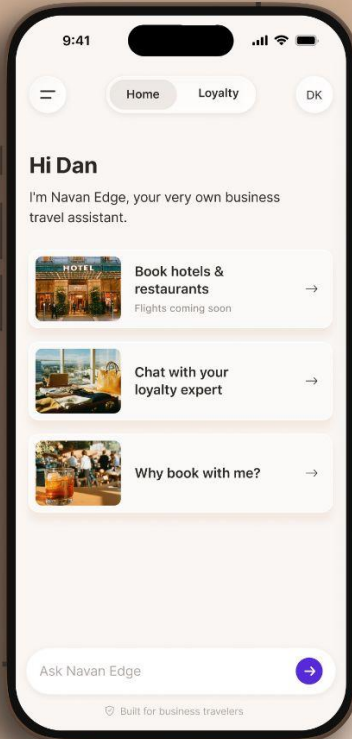 9:41
Home
Loyalty
DK
Hi Dan
I'm Navan Edge, your very own business
travel assistant.
HOTEL
Book hotels &
restaurants
Flights coming soon
Chat with your
loyalty expert
Why book with me?
Ask Navan Edge
Built for business travelers